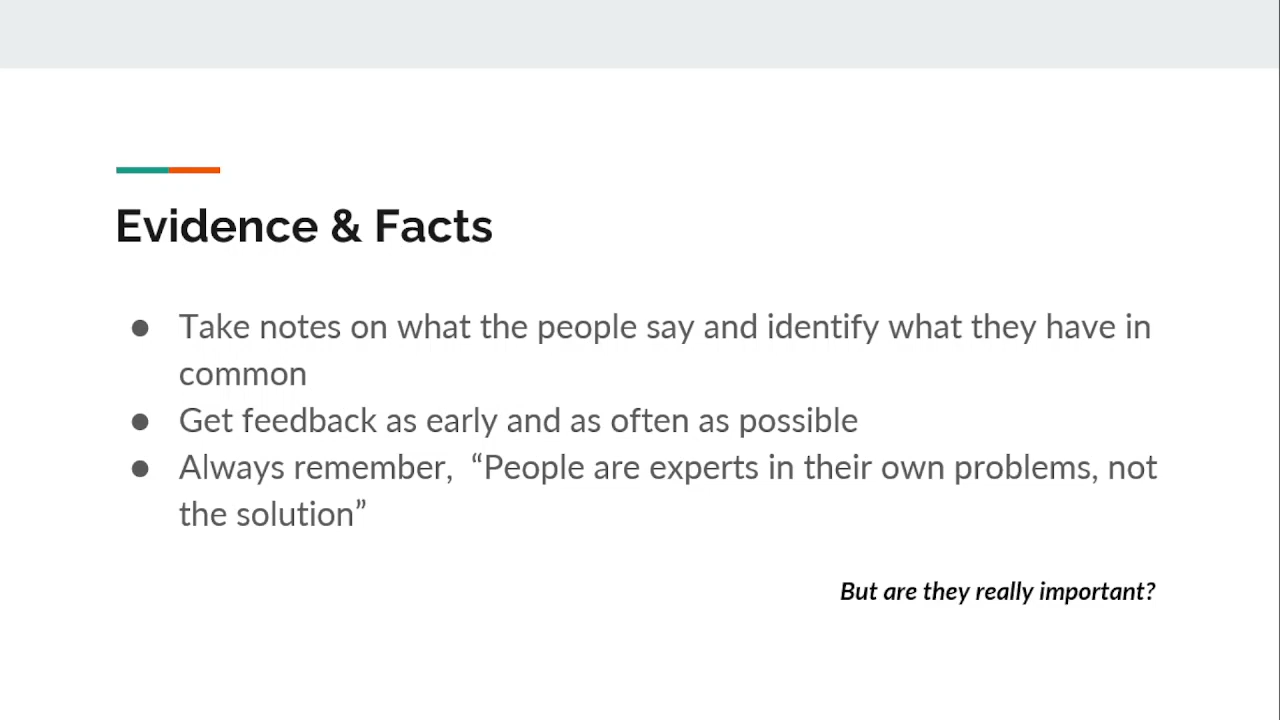 Evidence & Facts
● Take notes on what the people say and identify what they have in
common
● Get feedback as early and as often as possible
● Always remember,  “People are experts in their own problems, not
the solution”
But are they really important?